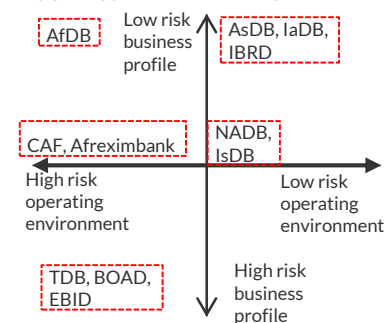 AfDB
Low risk
business
profile
AsDB, IaDB,
IBRD
CAF, Afreximbank
NADB,
IsDB
High risk
operating
environment
Low risk
operating
environment
TDB, BOAD,
EBID
High risk
business
profile